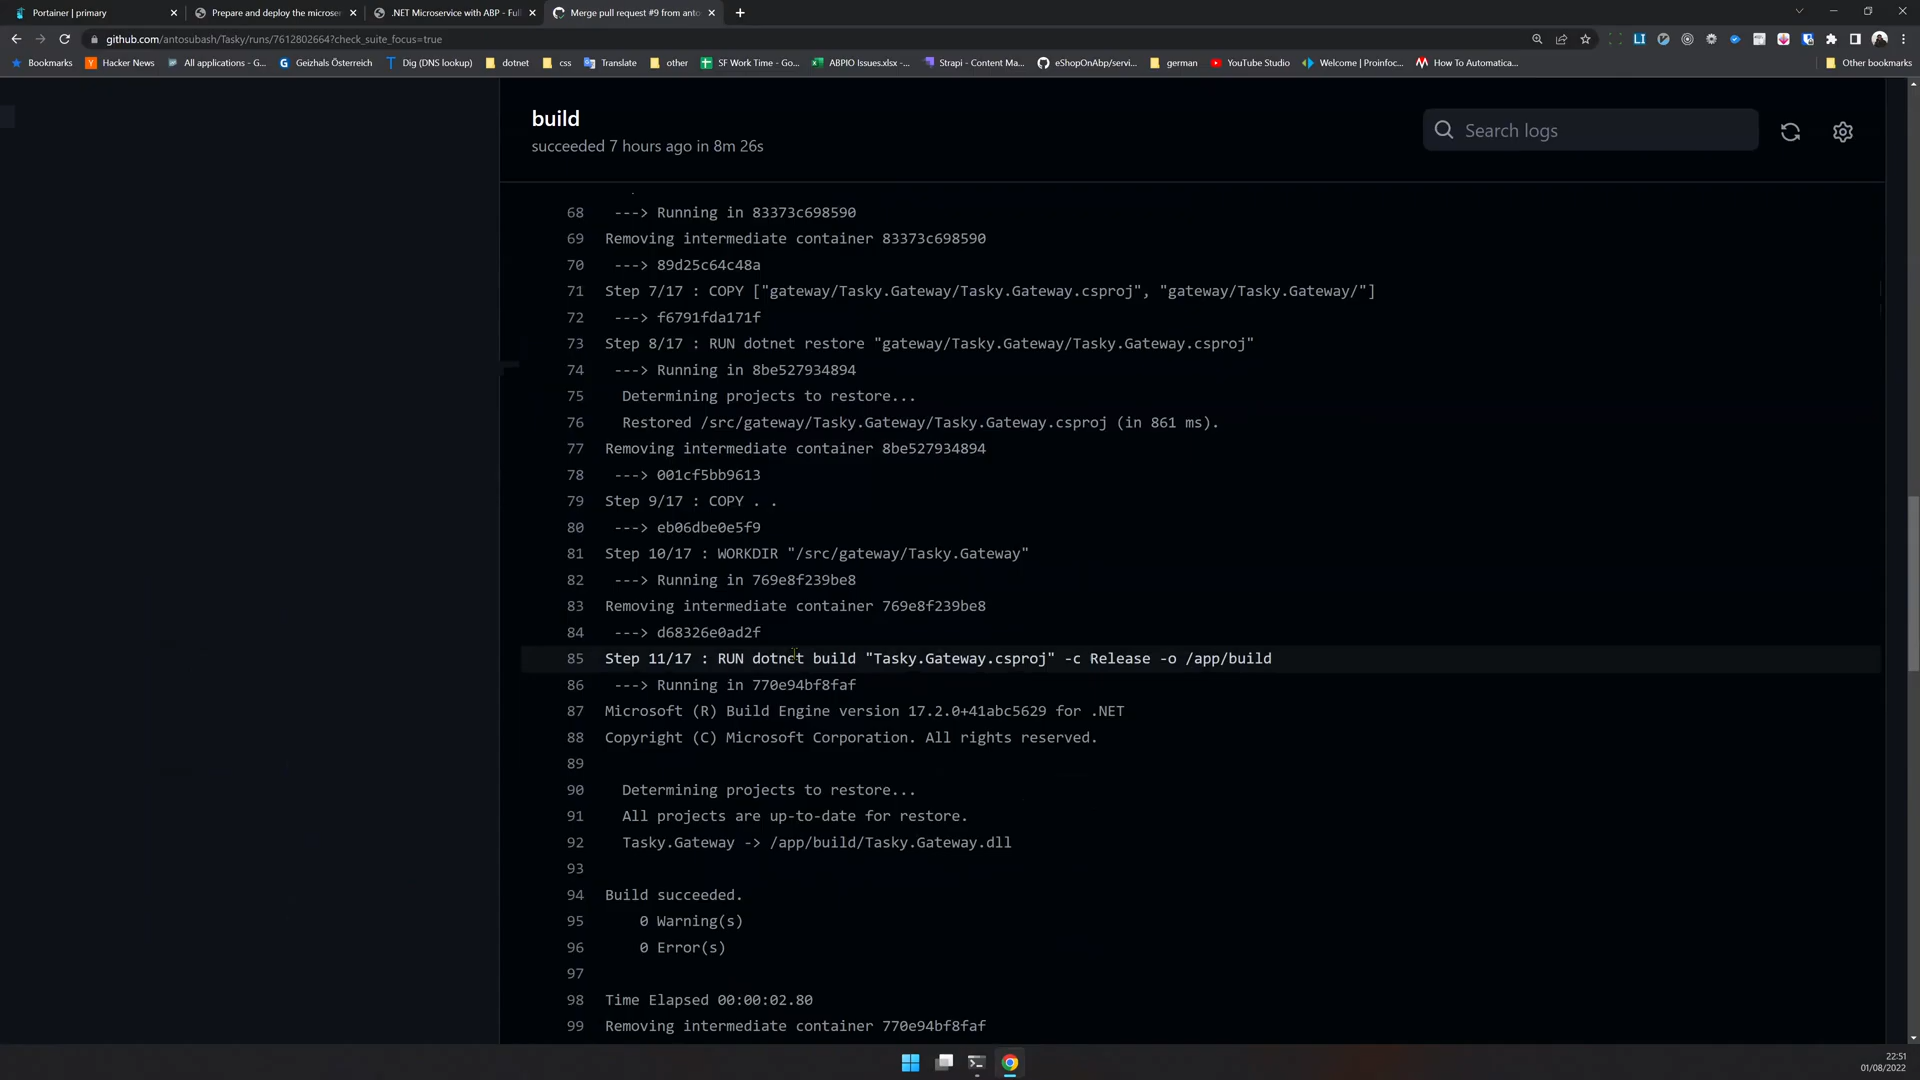 Portainer | primary
Prepare and deploy the microser
.NET Microservice with ABP - Full
Merge pull request #9 from anto
github.com/antosubash/Tasky/runs/7612802664?check_suite_focus=true
Bookmarks
Hacker News
All applications - G...
Geizhals Österreich
Dig (DNS lookup)
dotnet
css
Translate
other
SF Work Time - Go...
ABPIO Issues.xlsx -...
Strapi - Content Ma...
eShopOnAbp/servi...
german
YouTube Studio
Welcome | Proinfoc...
How To Automatica...
Other bookmarks
build
succeeded 7 hours ago in 8m 26s
Search logs
68 ---> Running in 83373c698590
69 Removing intermediate container 83373c698590
70 ---> 89d25c64c48a
71 Step 7/17 : COPY ["gateway/Tasky.Gateway/Tasky.Gateway.csproj", "gateway/Tasky.Gateway/"]
72 ---> f6791fda171f
73 Step 8/17 : RUN dotnet restore "gateway/Tasky.Gateway/Tasky.Gateway.csproj"
74 ---> Running in 8be527934894
75 Determining projects to restore...
76 Restored /src/gateway/Tasky.Gateway/Tasky.Gateway.csproj (in 861 ms).
77 Removing intermediate container 8be527934894
78 ---> 001cf5bb9613
79 Step 9/17 : COPY . .
80 ---> eb06dbe0e5f9
81 Step 10/17 : WORKDIR "/src/gateway/Tasky.Gateway"
82 ---> Running in 769e8f239be8
83 Removing intermediate container 769e8f239be8
84 ---> d68326e0ad2f
85 Step 11/17 : RUN dotnet build "Tasky.Gateway.csproj" -c Release -o /app/build
86 ---> Running in 770e94bf8faf
87 Microsoft (R) Build Engine version 17.2.0+41abc5629 for .NET
88 Copyright (C) Microsoft Corporation. All rights reserved.
89
90 Determining projects to restore...
91 All projects are up-to-date for restore.
92 Tasky.Gateway -> /app/build/Tasky.Gateway.dll
93
94 Build succeeded.
95 0 Warning(s)
96 0 Error(s)
97
98 Time Elapsed 00:00:02.80
99 Removing intermediate container 770e94bf8faf
22:51
01/08/2022